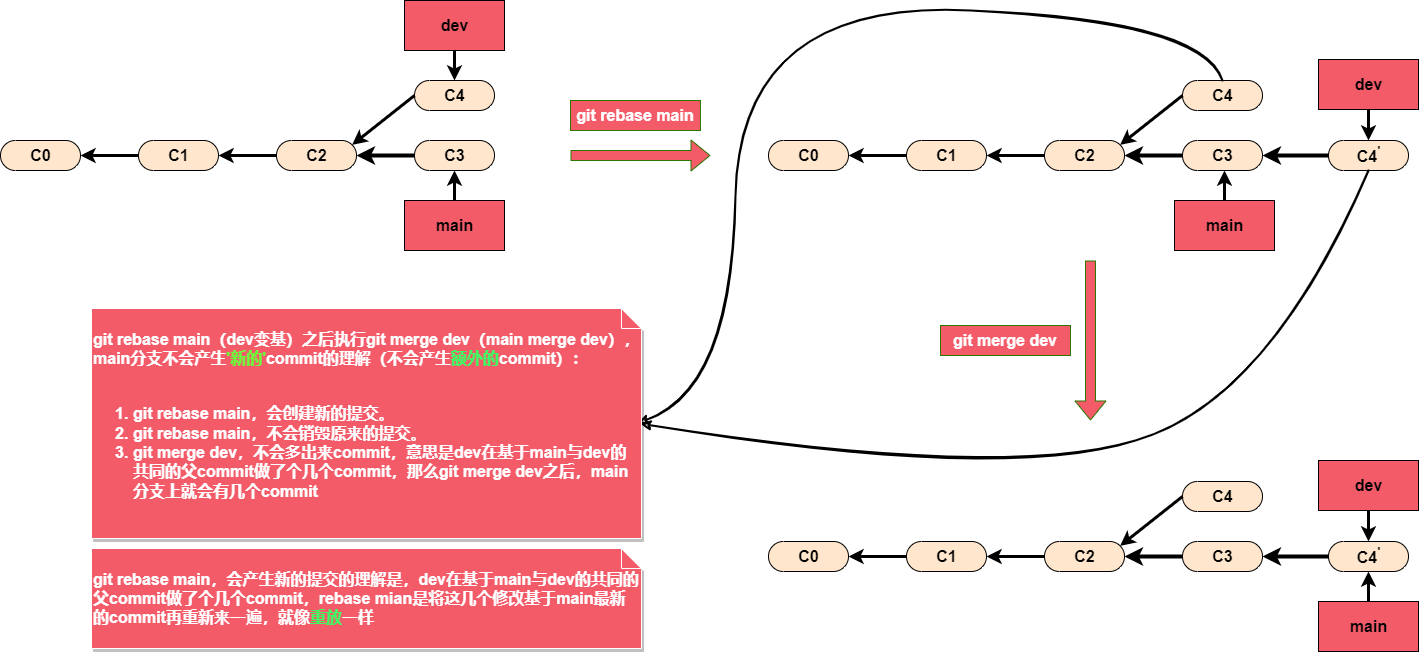 dev
C4
C0
C1
C2
C3
main
git rebase main
dev
C4
C0
C1
C2
C3
C4'
main
git merge dev
git rebase main（dev变基）之后执行git merge dev（main merge dev），
main分支不会产生'新的'commit的理解（不会产生额外的commit）：
1. git rebase main，会创建新的提交。
2. git rebase main，不会销毁原来的提交。
3. git merge dev，不会多出来commit，意思是dev在基于main与dev的
共同的父commit做了个几个commit，那么git merge dev之后，main
分支上就会有几个commit
git rebase main，会产生新的提交的理解是，dev在基于main与dev的共同的
父commit做了个几个commit，rebase mian是将这几个修改基于main最新
的commit再重新来一遍，就像重放一样
dev
C4
C0
C1
C2
C3
C4'
main